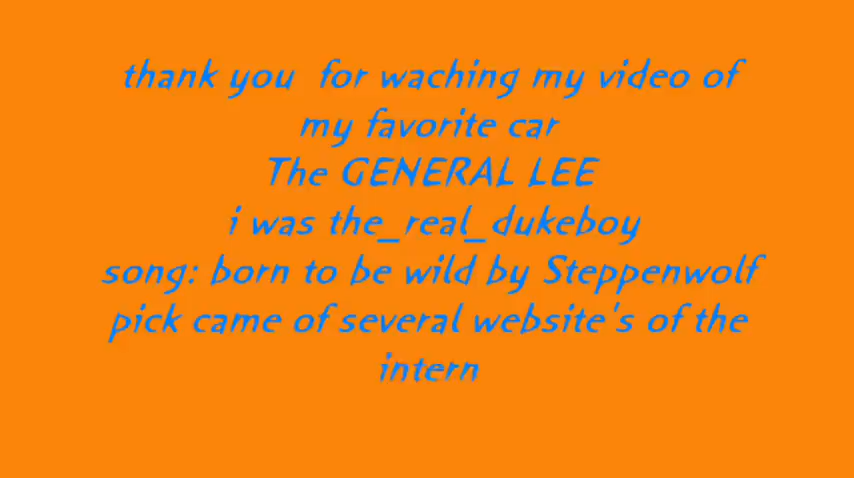 thank you  for waching my video of
my favorite car
The GENERAL LEE
i was the_real_dukeboy
song: born to be wild by Steppenwolf
pick came of several website's of the
intern